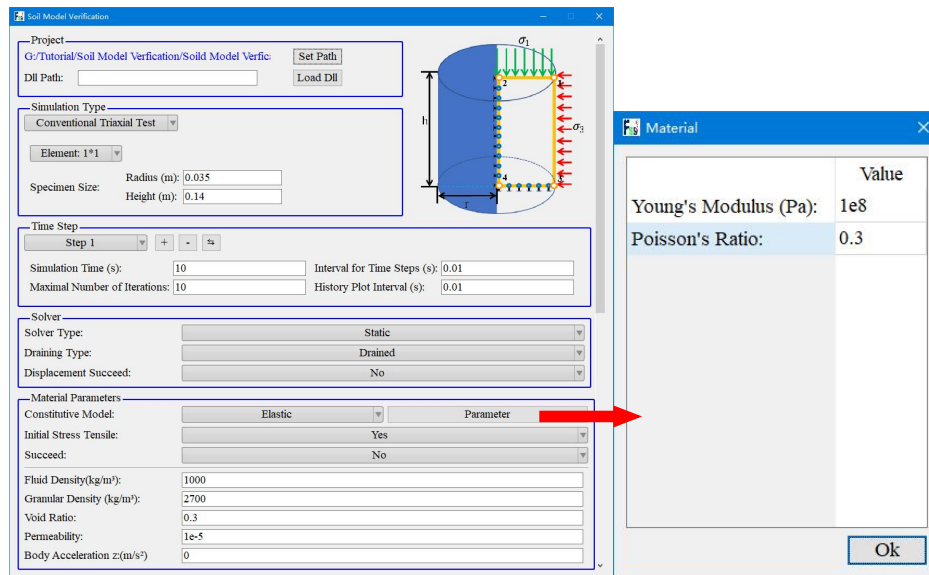 Soil Model Verification
Project
G:/Tutorial/Soil Model Verfication/Soild Model Verfic:
Set Path
Dll Path:
Load Dll
Simulation Type
Conventional Triaxial Test
Element: 1*1
Specimen Size:
Radius (m): 0.035
Height (m): 0.14
σ1
2 1
h
σ3
4 3
r
Time Step
Step 1 + - ⇆
Simulation Time (s): 10 Interval for Time Steps (s): 0.01
Maximal Number of Iterations: 10 History Plot Interval (s): 0.01
Solver
Solver Type: Static
Draining Type: Drained
Displacement Succeed: No
Material Parameters
Constitutive Model: Elastic Parameter
Initial Stress Tensile: Yes
Succeed: No
Fluid Density(kg/m³): 1000
Granular Density (kg/m³): 2700
Void Ratio: 0.3
Permeability: 1e-5
Body Acceleration z:(m/s²) 0
Material
Value
Young's Modulus (Pa): 1e8
Poisson's Ratio: 0.3
Ok